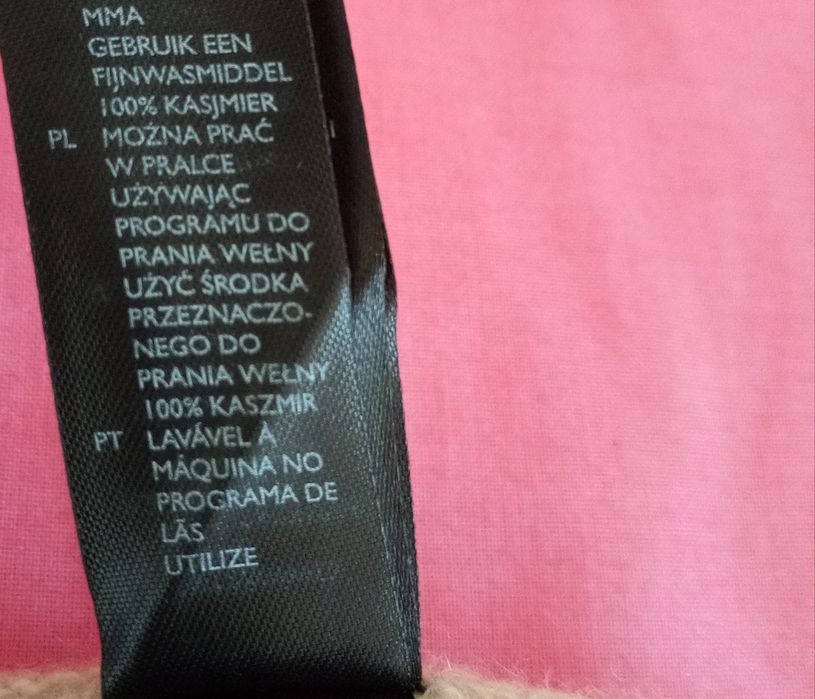 MMA
GEBRUIK EEN
FIJNWASMIDDEL
100% KASJMIER
PL MOŻNA PRAĆ
W PRALCE
UŻYWAJĄC
PROGRAMU DO
PRANIA WEŁNY
UŻYĆ ŚRODKA
PRZEZNACZO-
NEGO DO
PRANIA WEŁNY
100% KASZMIR
PT LAVÁVEL À
MÁQUINA NO
PROGRAMA DE
LÃS
UTILIZE